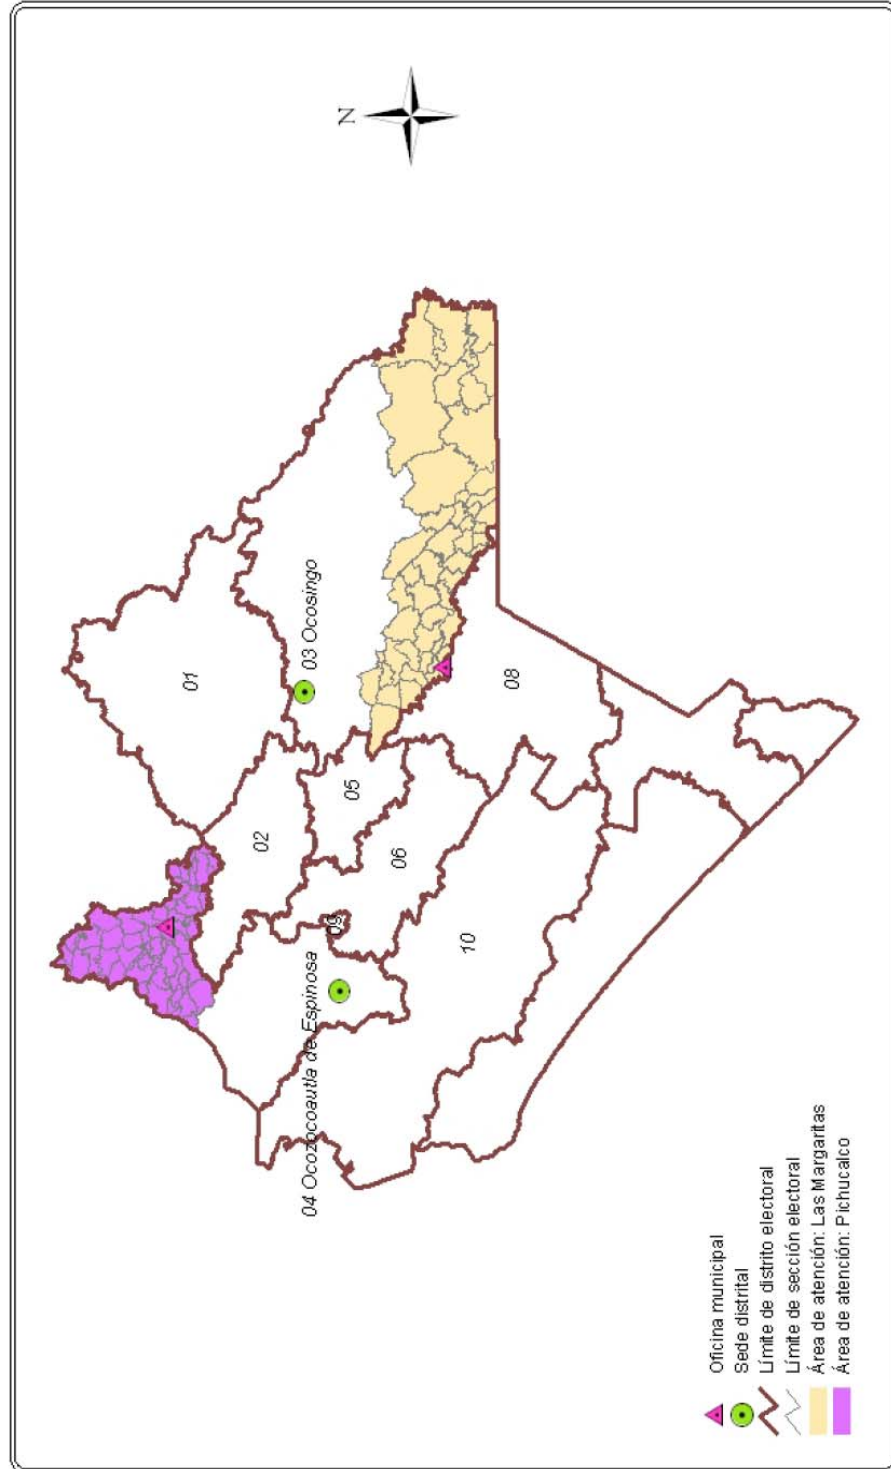 N
01
03 Ocosingo
02
05
08
06
09
04 Ocozocoautla de Espinosa
10
Oficina municipal
Sede distrital
Límite de distrito electoral
Límite de sección electoral
Área de atención: Las Margaritas
Área de atención: Pichucalco